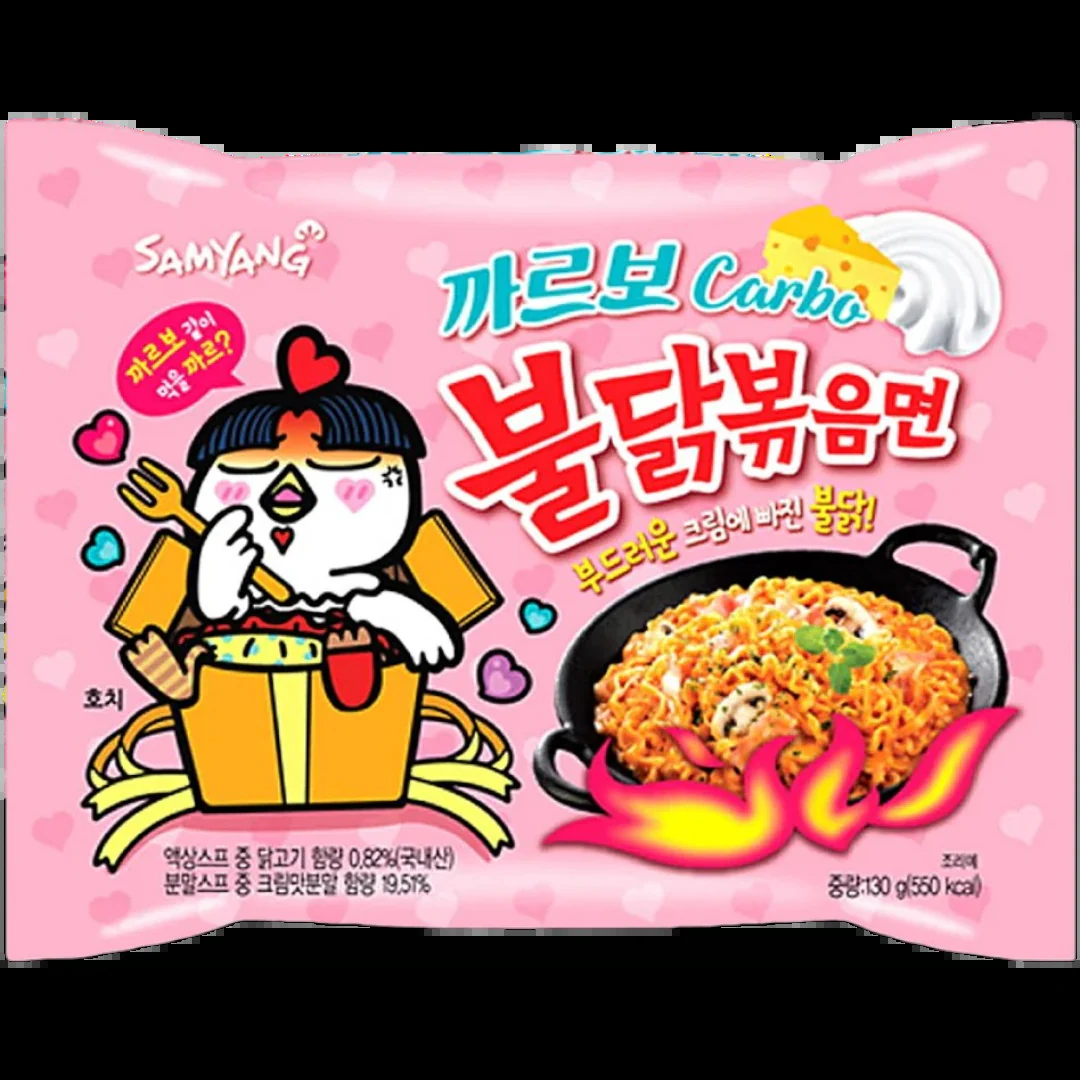 SAMYANG
까르보 Carbo
까르보 같이
먹을 까르?
불닭볶음면
부드러운 크림에 빠진 불닭!
호치
액상스프 중 닭고기 함량 0,82%(국내산)
분말스프 중 크림맛분말 함량 19,51%
조리예
중량:130 g(550 kcal)